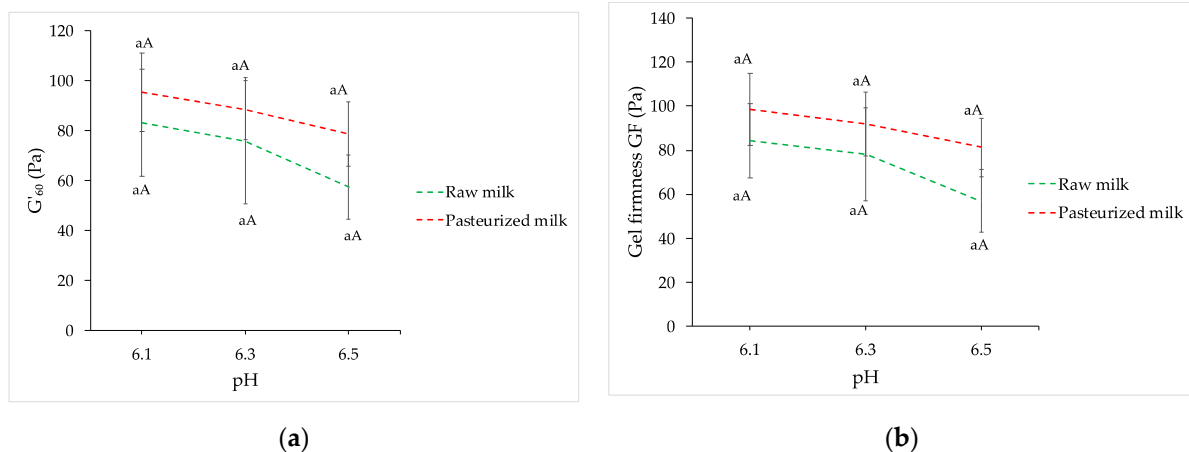 120
100
80
60
40
20
0
G'60 (Pa)
aA
aA
aA
aA
aA
aA
6.1
6.3
6.5
pH
Raw milk
Pasteurized milk
(a)
140
120
100
80
60
40
20
0
Gel firmness GF (Pa)
aA
aA
aA
aA
aA
aA
6.1
6.3
6.5
pH
Raw milk
Pasteurized milk
(b)